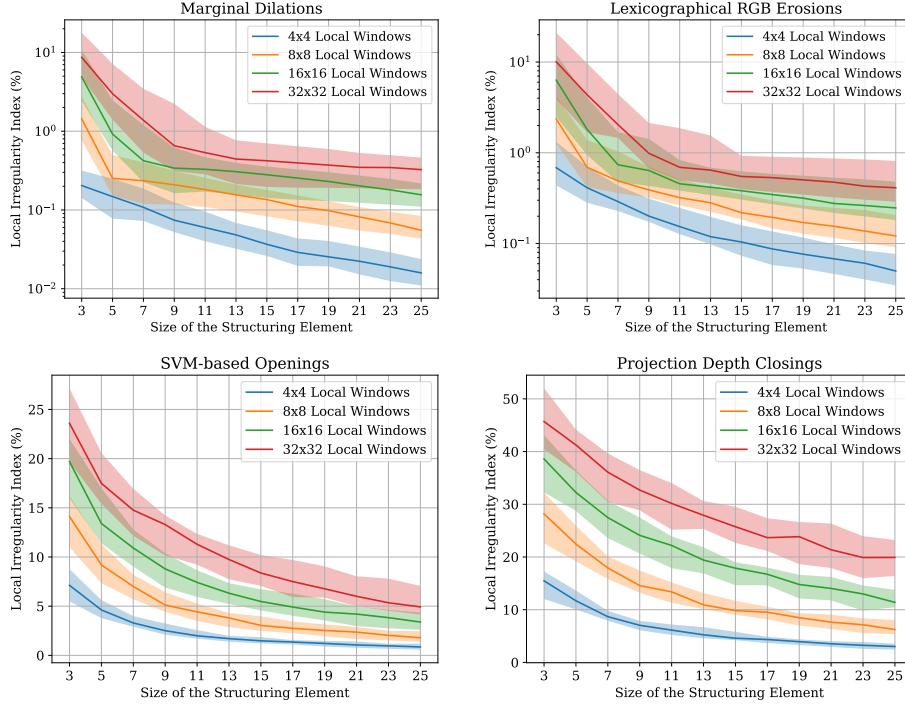 Marginal Dilations
Local Irregularity Index (%)
10¹
10⁰
10⁻¹
10⁻²
4x4 Local Windows
8x8 Local Windows
16x16 Local Windows
32x32 Local Windows
3 5 7 9 11 13 15 17 19 21 23 25
Size of the Structuring Element
Lexicographical RGB Erosions
Local Irregularity Index (%)
10¹
10⁰
10⁻¹
4x4 Local Windows
8x8 Local Windows
16x16 Local Windows
32x32 Local Windows
3 5 7 9 11 13 15 17 19 21 23 25
Size of the Structuring Element
SVM-based Openings
Local Irregularity Index (%)
25
20
15
10
5
0
4x4 Local Windows
8x8 Local Windows
16x16 Local Windows
32x32 Local Windows
3 5 7 9 11 13 15 17 19 21 23 25
Size of the Structuring Element
Projection Depth Closings
Local Irregularity Index (%)
50
40
30
20
10
0
4x4 Local Windows
8x8 Local Windows
16x16 Local Windows
32x32 Local Windows
3 5 7 9 11 13 15 17 19 21 23 25
Size of the Structuring Element